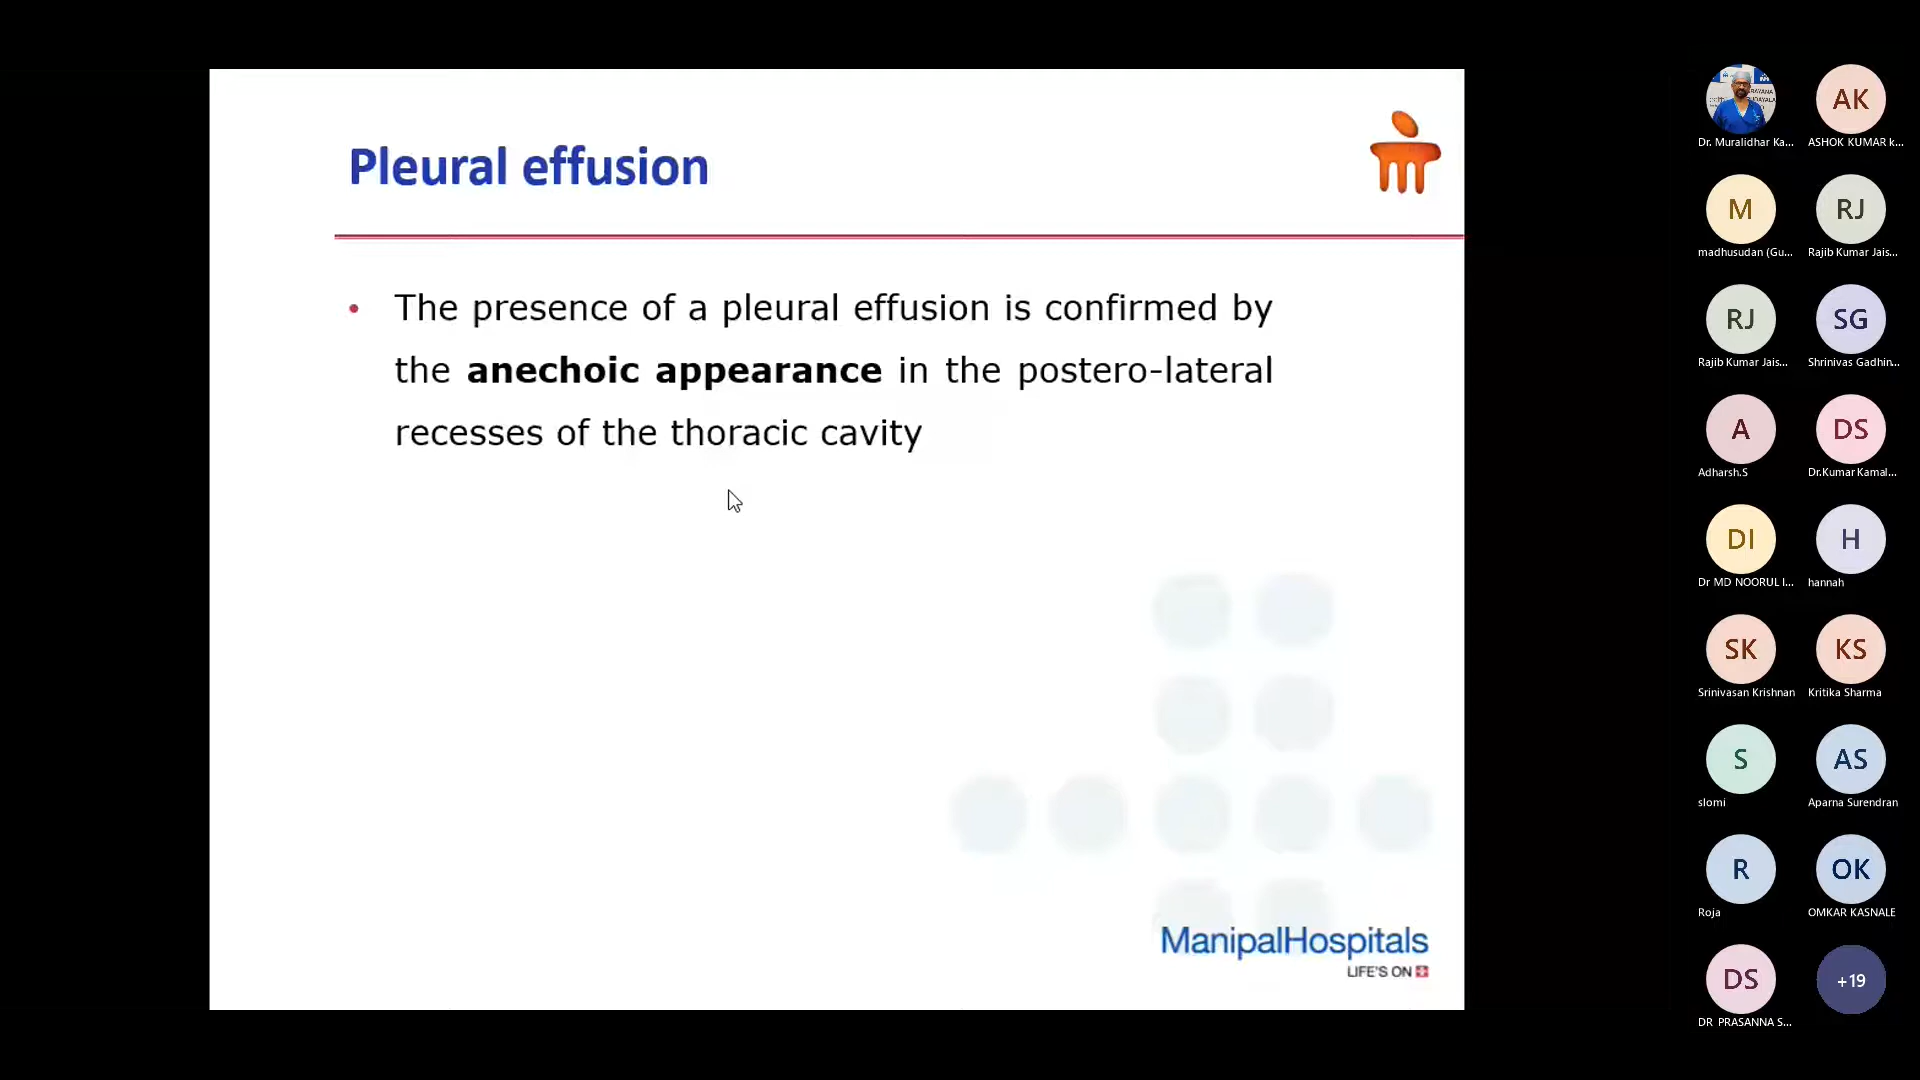 Pleural effusion
• The presence of a pleural effusion is confirmed by
the anechoic appearance in the postero-lateral
recesses of the thoracic cavity
ManipalHospitals
LIFE'S ON
Dr. Muralidhar Ka...
AK
ASHOK KUMAR k...
M
madhusudan (Gu...
RJ
Rajib Kumar Jais...
RJ
Rajib Kumar Jais...
SG
Shrinivas Gadhin...
A
Adharsh.S
DS
Dr.Kumar Kamal...
DI
Dr MD NOORUL I...
H
hannah
SK
Srinivasan Krishnan
KS
Kritika Sharma
S
slomi
AS
Aparna Surendran
R
Roja
OK
OMKAR KASNALE
DS
DR PRASANNA S...
+19